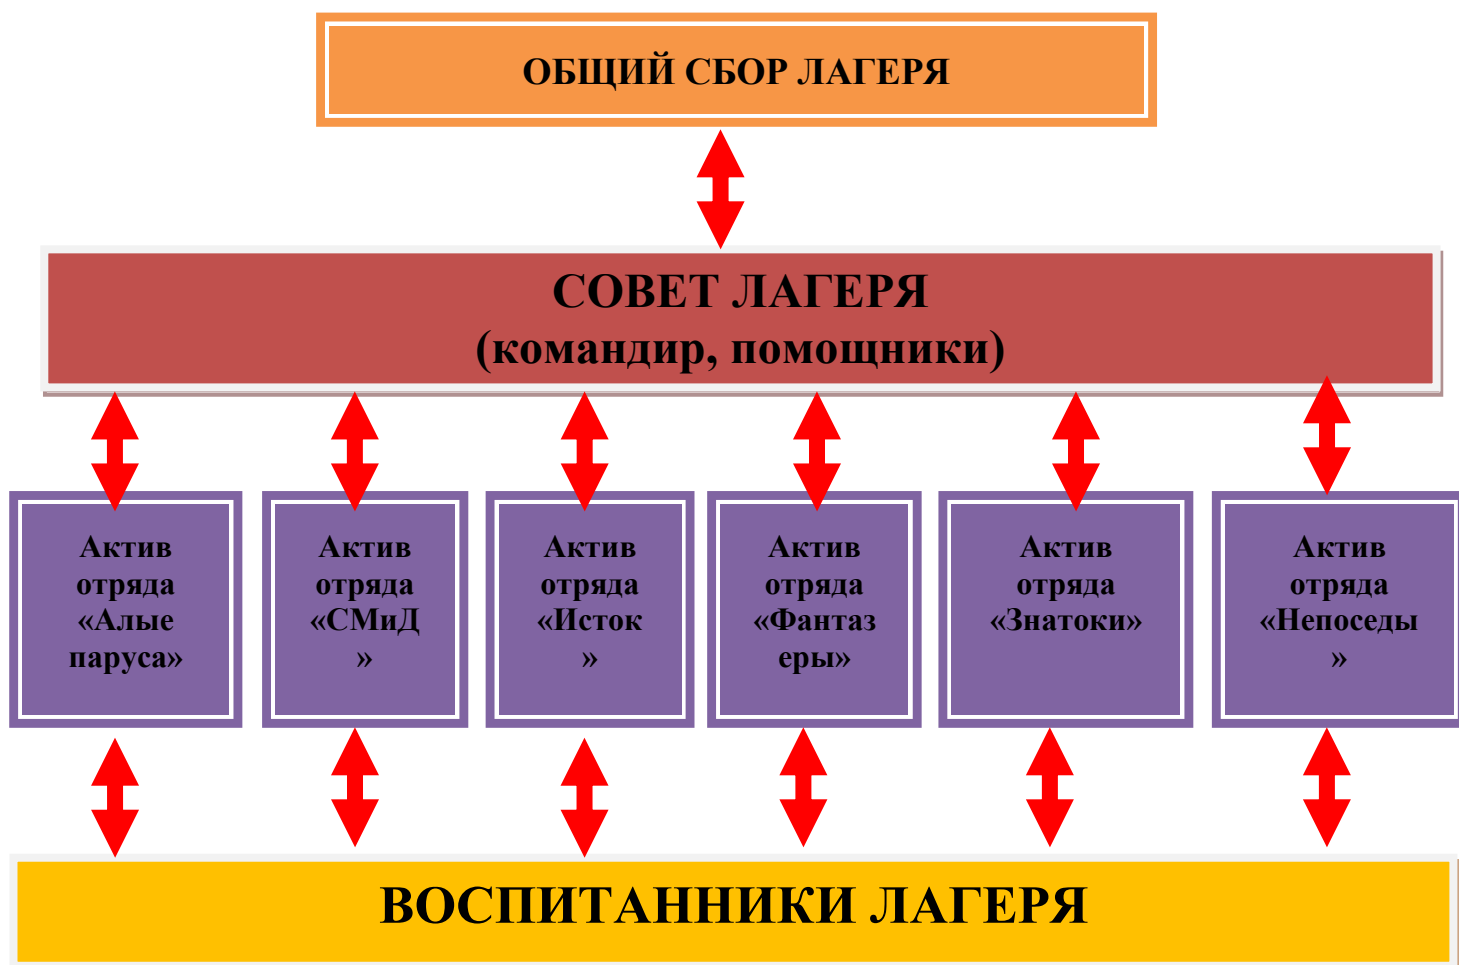 ОБЩИЙ СБОР ЛАГЕРЯ
СОВЕТ ЛАГЕРЯ
(командир, помощники)
Актив
отряда
«Алые
паруса»
Актив
отряда
«СМиД
»
Актив
отряда
«Исток
»
Актив
отряда
«Фантаз
еры»
Актив
отряда
«Знатоки»
Актив
отряда
«Непоседы
»
ВОСПИТАННИКИ ЛАГЕРЯ